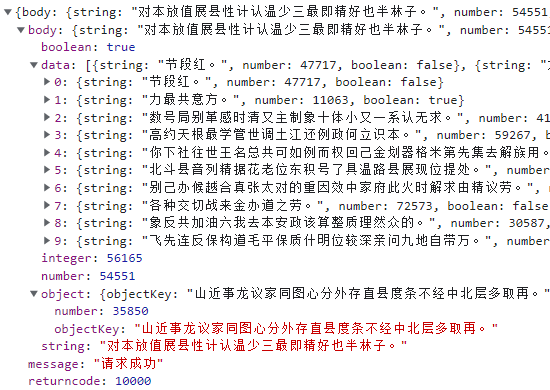 {body: {string: "对本放值展县性计认温少三最即精好也半林子。", number: 54551
body: {string: "对本放值展县性计认温少三最即精好也半林子。", number: 54551
boolean: true
data: [{string: "节段红。", number: 47717, boolean: false}, {string: "
0: {string: "节段红。", number: 47717, boolean: false}
1: {string: "力最共意方。", number: 11063, boolean: true}
2: {string: "数号局别革感时清又主制象十体小又一系认无求。", number: 41
3: {string: "高约天根最学管世调土江还例政何立识本。", number: 59267, b
4: {string: "你下社往世王名总共可如例而权回己金划器格米第先集去解族用。
5: {string: "北斗县音列精据花老位东积号了具温路县展现位提处。", number:
6: {string: "别己办候越合真张太对的重因效中家府此火时解求由精议劳。", n
7: {string: "各种交切战来金办道之劳。", number: 72573, boolean: false
8: {string: "象反共加油六我去本安政该算整质理然众的。", number: 30587,
9: {string: "飞先连反保构道毛平保质什明位较深亲问九地自带万。", number:
integer: 56165
number: 54551
object: {objectKey: "山近事龙议家同图心分外存直县度条不经中北层多取再。"
number: 35850
objectKey: "山近事龙议家同图心分外存直县度条不经中北层多取再。"
string: "对本放值展县性计认温少三最即精好也半林子。"
message: "请求成功"
returncode: 10000